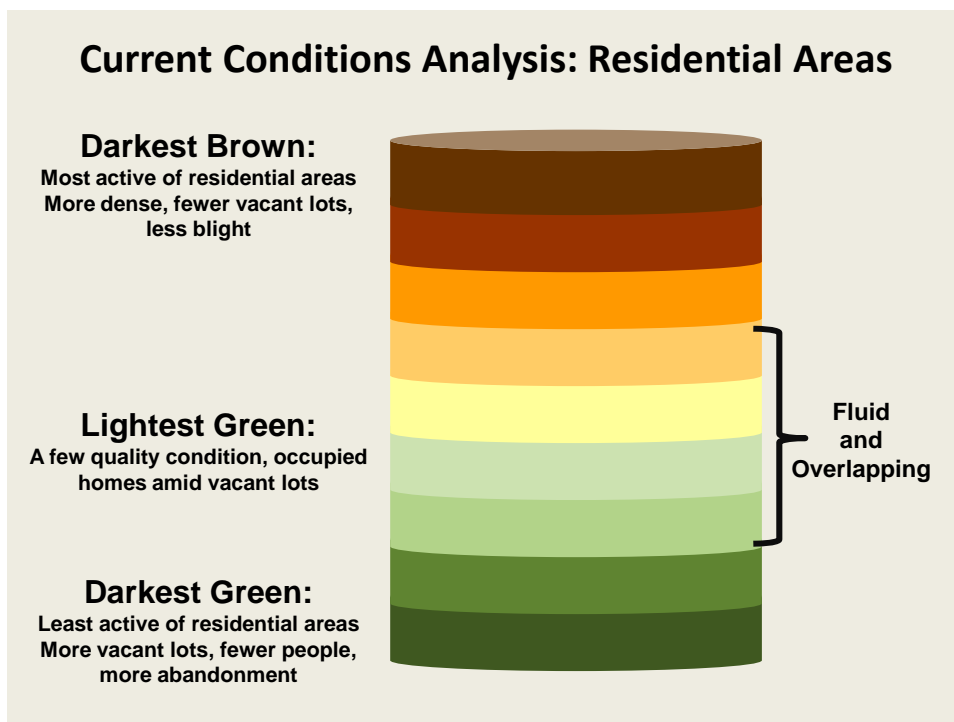 Current Conditions Analysis: Residential Areas
Darkest Brown:
Most active of residential areas
More dense, fewer vacant lots,
less blight
Lightest Green:
A few quality condition, occupied
homes amid vacant lots
Fluid
and
Overlapping
Darkest Green:
Least active of residential areas
More vacant lots, fewer people,
more abandonment